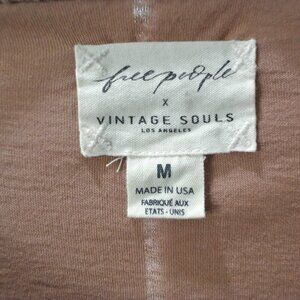 free people
X
VINTAGE SOULS
LOS ANGELES
M
MADE IN USA
FABRIQUÉ AUX
ETATS - UNIS